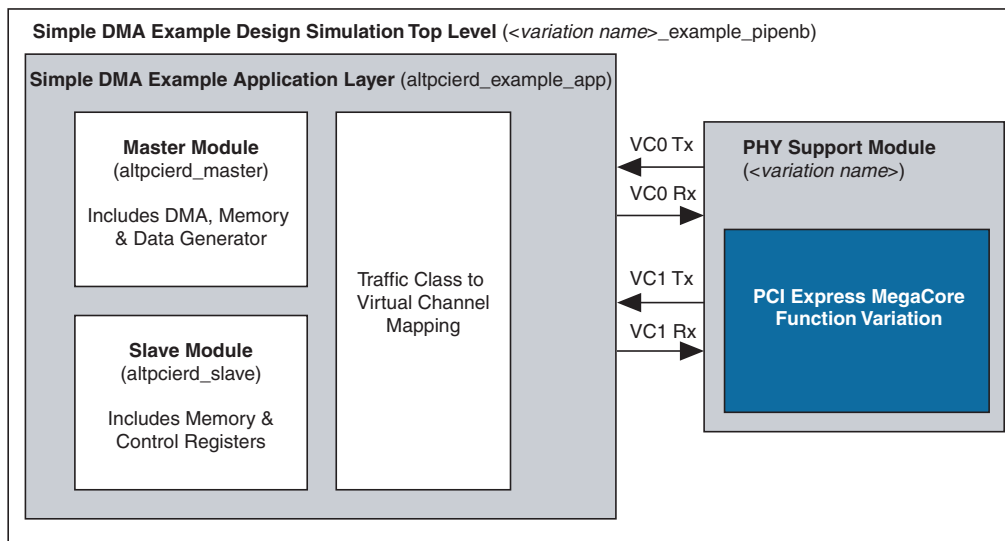 Simple DMA Example Design Simulation Top Level (<variation name>_example_pipenb)
Simple DMA Example Application Layer (altpcierd_example_app)
Master Module
(altpcierd_master)
Includes DMA, Memory
& Data Generator
Slave Module
(altpcierd_slave)
Includes Memory &
Control Registers
Traffic Class to
Virtual Channel
Mapping
VC0 Tx
VC0 Rx
VC1 Tx
VC1 Rx
PHY Support Module
(<variation name>)
PCI Express MegaCore
Function Variation